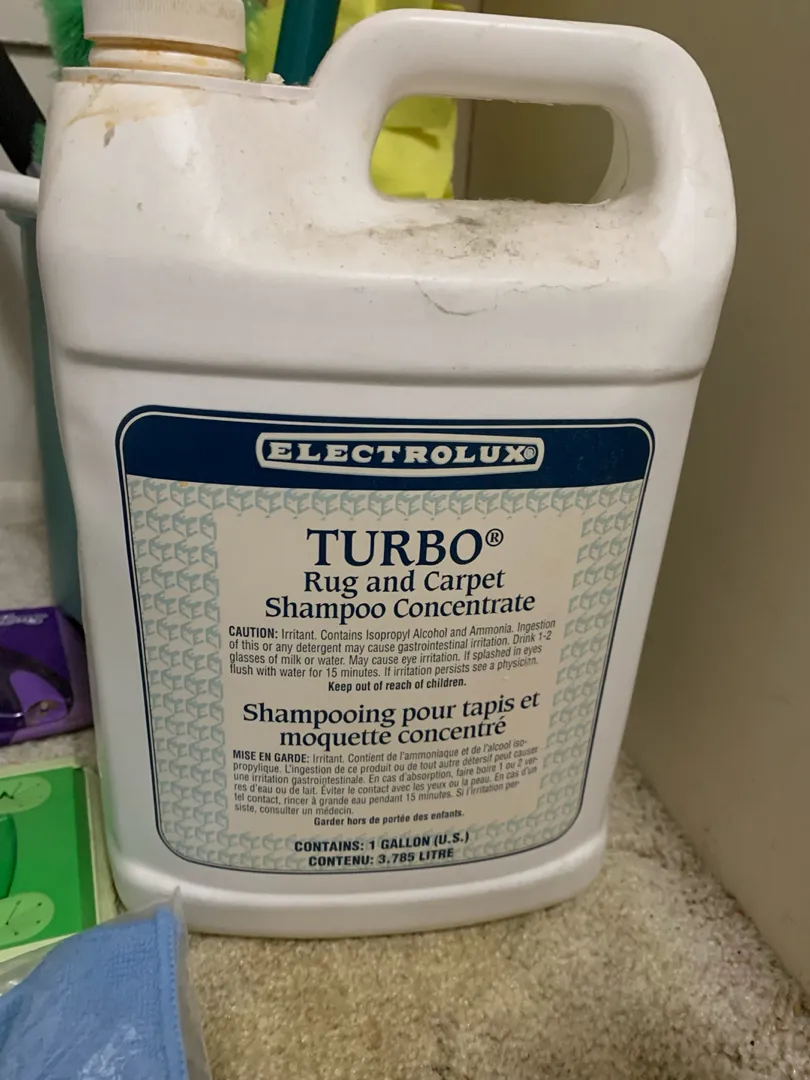 ELECTROLUX®
TURBO®
Rug and Carpet
Shampoo Concentrate
CAUTION: Irritant. Contains Isopropyl Alcohol and Ammonia. Ingestion
of this or any detergent may cause gastrointestinal irritation. Drink 1-2
glasses of milk or water. May cause eye irritation. If splashed in eyes
flush with water for 15 minutes. If irritation persists see a physician.
Keep out of reach of children.
Shampooing pour tapis et
moquette concentré
MISE EN GARDE: Irritant. Contient de l'ammoniaque et de l'alcool iso-
propylique. L'ingestion de ce produit ou de tout autre détersif peut causer
une irritation gastrointestinale. En cas d'absorption, faire boire 1 ou 2 ver-
res d'eau ou de lait. Éviter le contact avec les yeux ou la peau. En cas d'un
tel contact, rincer à grande eau pendant 15 minutes. Si l'irritation per-
siste, consulter un médecin.
Garder hors de portée des enfants.
CONTAINS: 1 GALLON (U.S.)
CONTENU: 3.785 LITRE